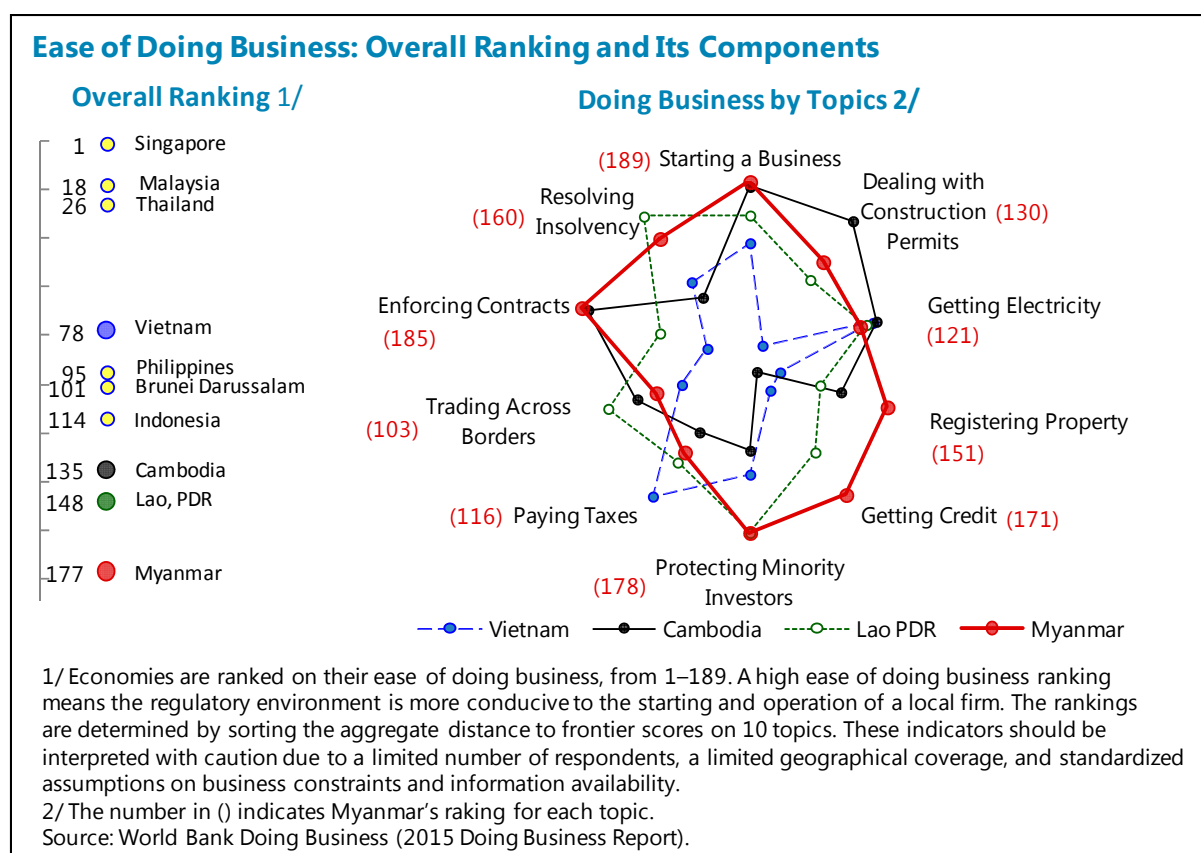 Ease of Doing Business: Overall Ranking and Its Components
Overall Ranking 1/
1 Singapore
18 Malaysia
26 Thailand
78 Vietnam
95 Philippines
101 Brunei Darussalam
114 Indonesia
135 Cambodia
148 Lao, PDR
177 Myanmar
Doing Business by Topics 2/
(189) Starting a Business
Dealing with
Construction (130)
Permits
Getting Electricity
(121)
Registering Property
(151)
Getting Credit (171)
Protecting Minority
(178) Investors
(116) Paying Taxes
Trading Across
(103) Borders
Enforcing Contracts
(185)
Resolving
(160) Insolvency
Vietnam Cambodia Lao PDR Myanmar
1/ Economies are ranked on their ease of doing business, from 1–189. A high ease of doing business ranking
means the regulatory environment is more conducive to the starting and operation of a local firm. The rankings
are determined by sorting the aggregate distance to frontier scores on 10 topics. These indicators should be
interpreted with caution due to a limited number of respondents, a limited geographical coverage, and standardized
assumptions on business constraints and information availability.
2/ The number in () indicates Myanmar's raking for each topic.
Source: World Bank Doing Business (2015 Doing Business Report).